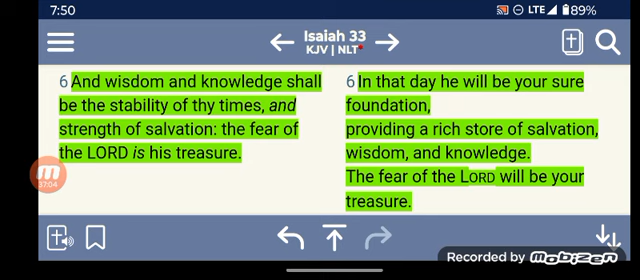 7:50
LTE 89%
Isaiah 33
KJV | NLT
6 And wisdom and knowledge shall
be the stability of thy times, and
strength of salvation: the fear of
the LORD is his treasure.
6 In that day he will be your sure
foundation,
providing a rich store of salvation,
wisdom, and knowledge.
The fear of the LORD will be your
treasure.
37:04
Recorded by Mobizen